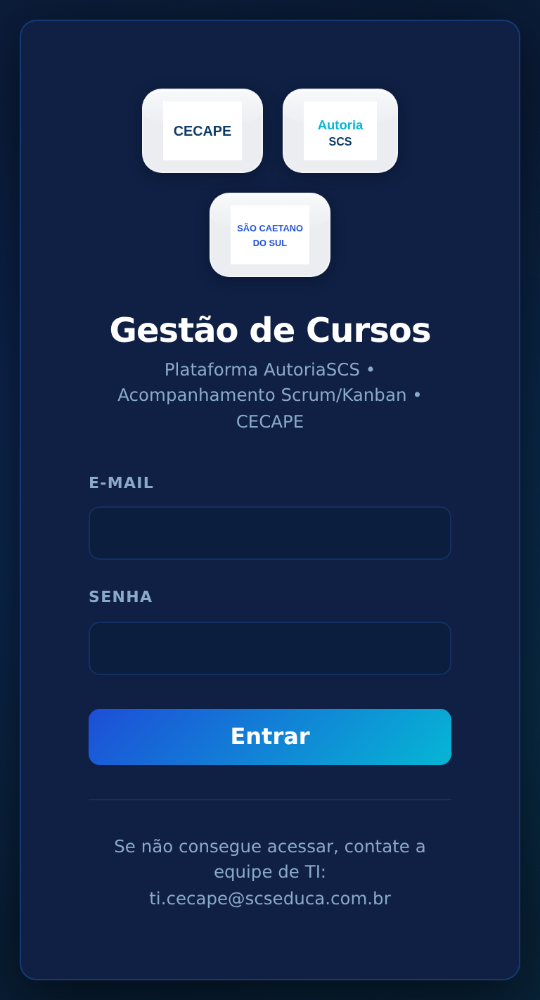 CECAPE
Autoria
SCS
SÃO CAETANO
DO SUL
Gestão de Cursos
Plataforma AutoriaSCS •
Acompanhamento Scrum/Kanban •
CECAPE
E-MAIL
SENHA
Entrar
Se não consegue acessar, contate a
equipe de TI:
ti.cecape@scseduca.com.br